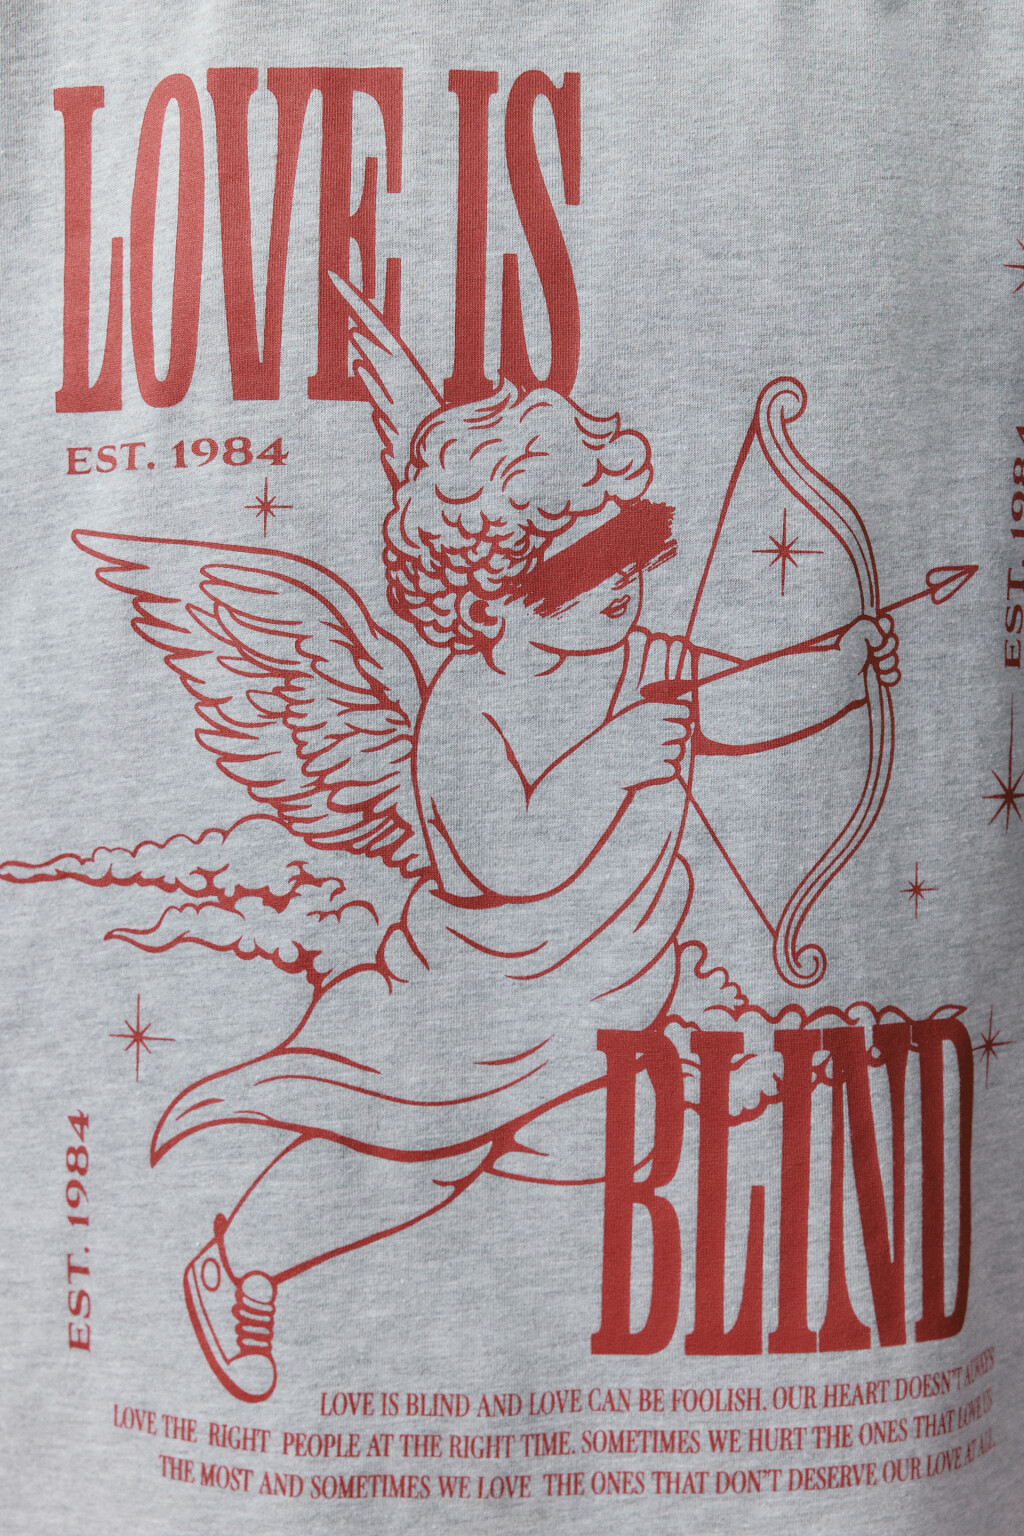 LOVE IS
EST. 1984
EST. 1984
EST. 1984
BLIND
LOVE IS BLIND AND LOVE CAN BE FOOLISH. OUR HEART DOESN'T ALWAYS
LOVE THE RIGHT PEOPLE AT THE RIGHT TIME. SOMETIMES WE HURT THE ONES THAT LOVE US
THE MOST AND SOMETIMES WE LOVE THE ONES THAT DON'T DESERVE OUR LOVE AT ALL.